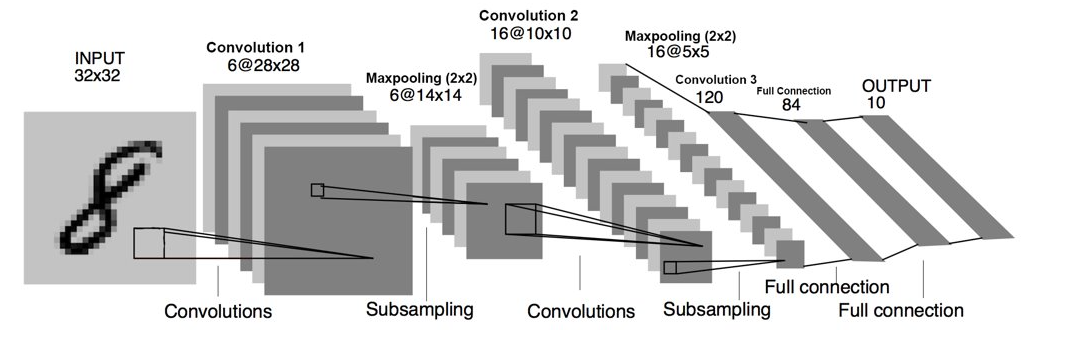 INPUT
32x32
Convolution 1
6@28x28
Maxpooling (2x2)
6@14x14
Convolution 2
16@10x10
Maxpooling (2x2)
16@5x5
Convolution 3
120
Full Connection
84
OUTPUT
10
Convolutions
Subsampling
Convolutions
Subsampling
Full connection
Full connection